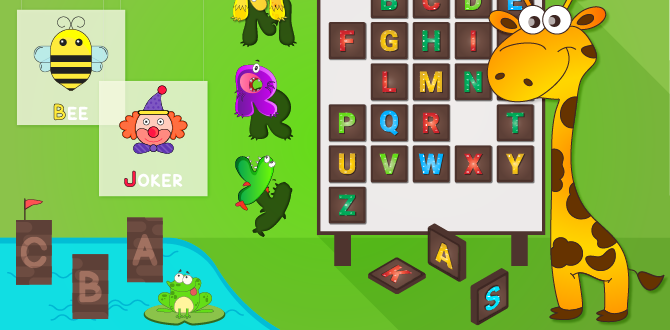 BEE
JOKER
R
R
Y
C
B
A
B C D E
F G H I
L M N
P Q R T
U V W X Y
Z
K A S